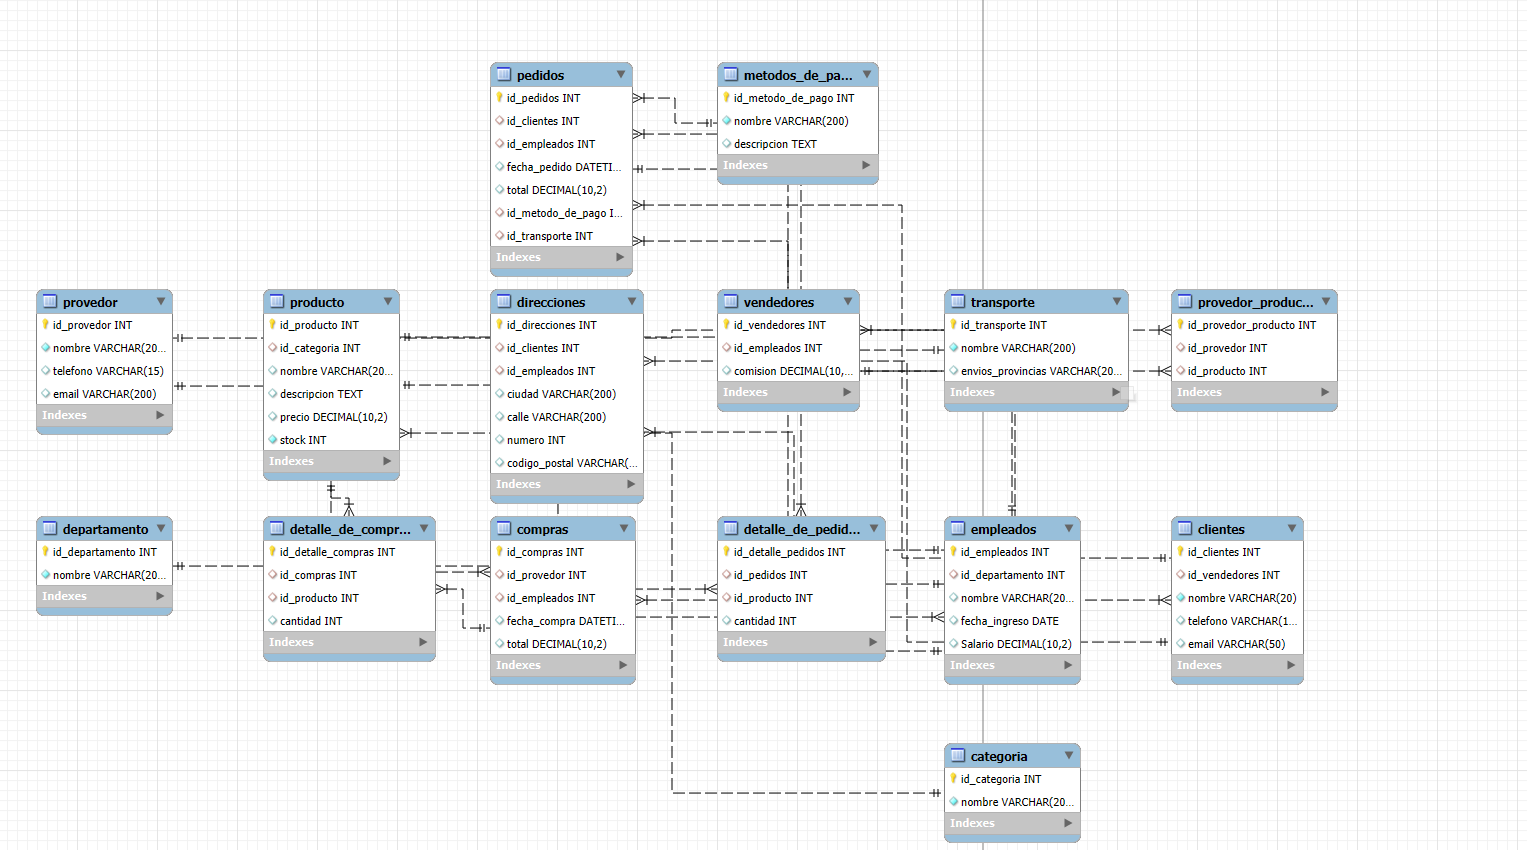 pedidos
id_pedidos INT
id_clientes INT
id_empleados INT
fecha_pedido DATETI...
total DECIMAL(10,2)
id_metodo_de_pago I...
id_transporte INT
Indexes
metodos_de_pa...
id_metodo_de_pago INT
nombre VARCHAR(200)
descripcion TEXT
Indexes
provedor
id_provedor INT
nombre VARCHAR(20...
telefono VARCHAR(15)
email VARCHAR(200)
Indexes
producto
id_producto INT
id_categoria INT
nombre VARCHAR(20...
descripcion TEXT
precio DECIMAL(10,2)
stock INT
Indexes
direcciones
id_direcciones INT
id_clientes INT
id_empleados INT
ciudad VARCHAR(200)
calle VARCHAR(200)
numero INT
codigo_postal VARCHAR(...
Indexes
vendedores
id_vendedores INT
id_empleados INT
comision DECIMAL(10,...
Indexes
transporte
id_transporte INT
nombre VARCHAR(200)
envios_provincias VARCHAR(20...
Indexes
provedor_produc...
id_provedor_producto INT
id_provedor INT
id_producto INT
Indexes
departamento
id_departamento INT
nombre VARCHAR(20...
Indexes
detalle_de_compr...
id_detalle_compras INT
id_compras INT
id_producto INT
cantidad INT
Indexes
compras
id_compras INT
id_provedor INT
id_empleados INT
fecha_compra DATETI...
total DECIMAL(10,2)
Indexes
detalle_de_pedid...
id_detalle_pedidos INT
id_pedidos INT
id_producto INT
cantidad INT
Indexes
empleados
id_empleados INT
id_departamento INT
nombre VARCHAR(20...
fecha_ingreso DATE
Salario DECIMAL(10,2)
Indexes
clientes
id_clientes INT
id_vendedores INT
nombre VARCHAR(20)
telefono VARCHAR(1...
email VARCHAR(50)
Indexes
categoria
id_categoria INT
nombre VARCHAR(20...
Indexes